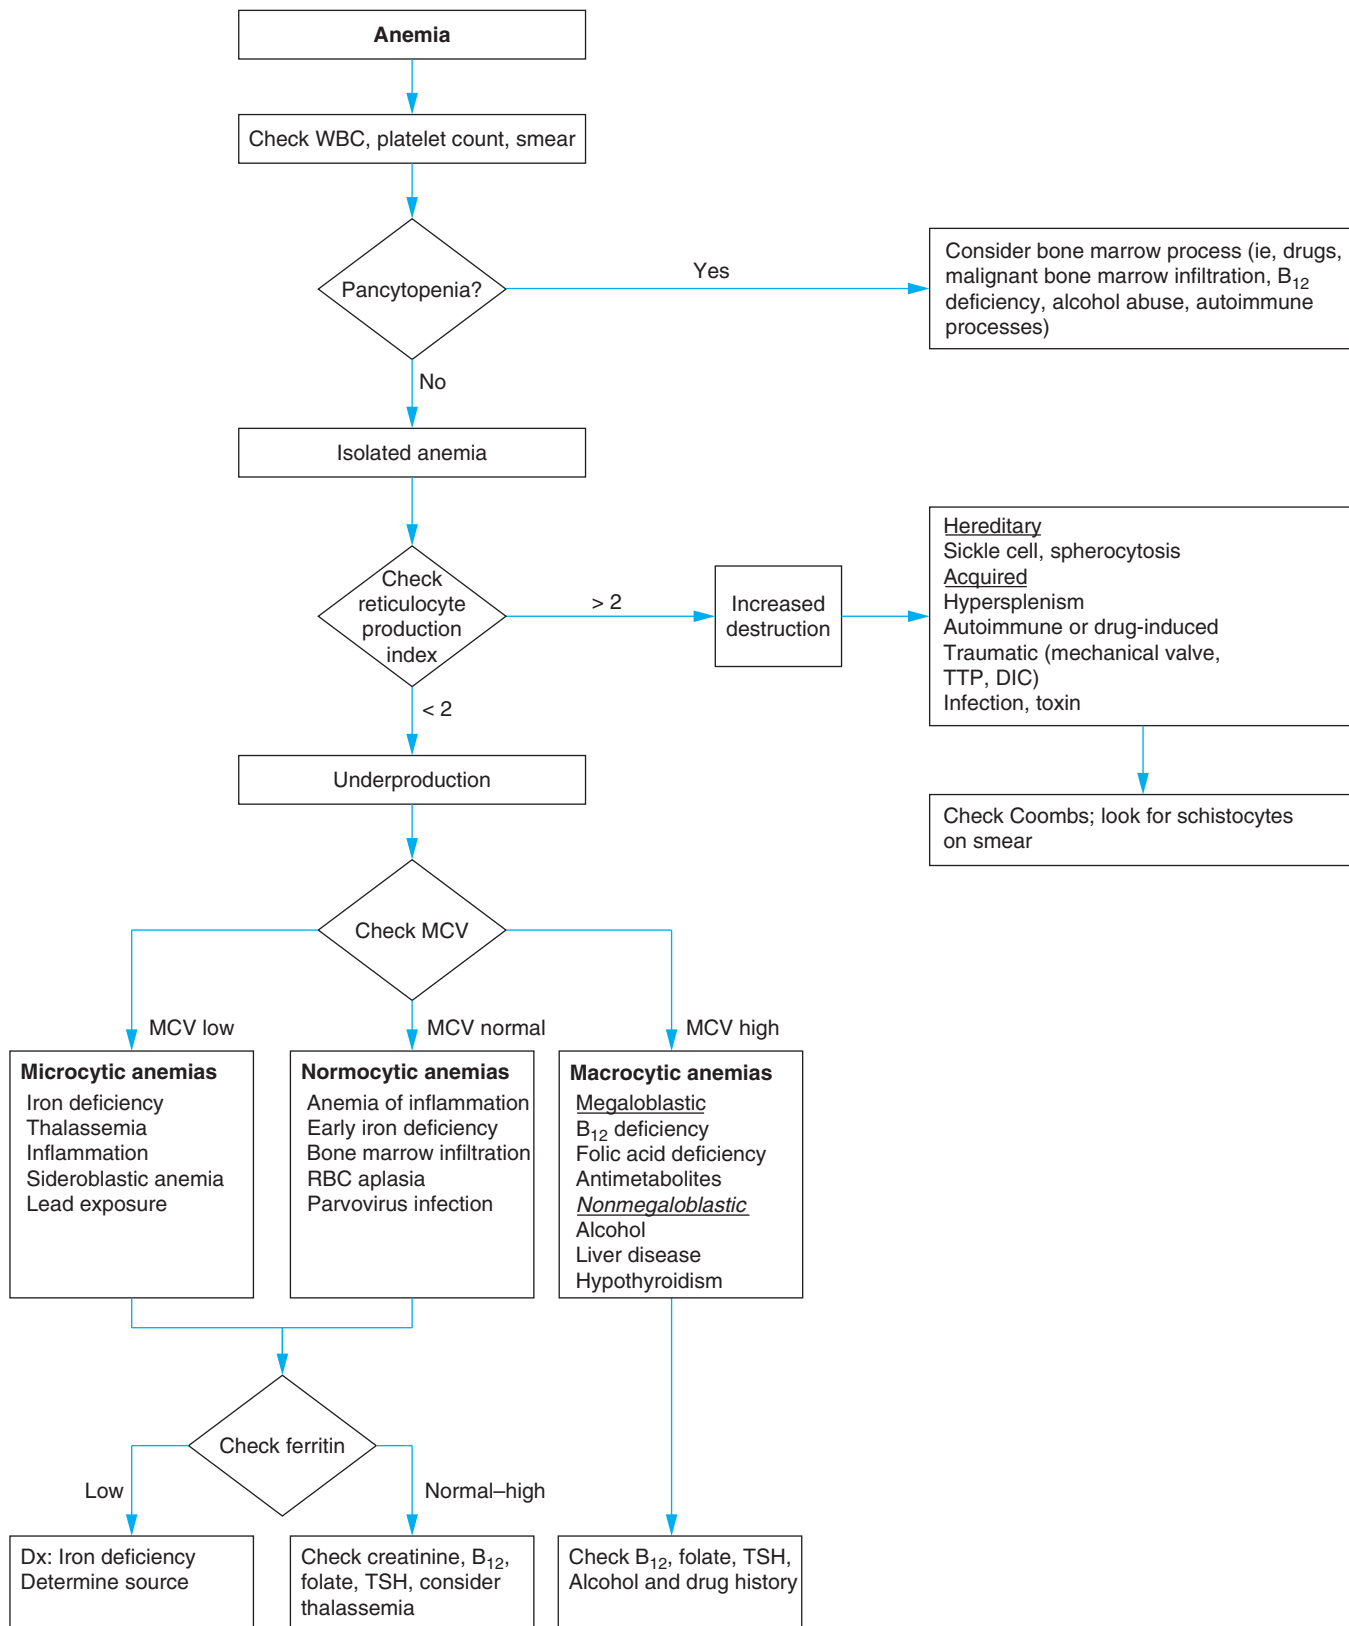 Anemia
Check WBC, platelet count, smear
Pancytopenia?
Yes
Consider bone marrow process (ie, drugs,
malignant bone marrow infiltration, B12
deficiency, alcohol abuse, autoimmune
processes)
No
Isolated anemia
Check
reticulocyte
production
index
> 2
Increased
destruction
Hereditary
Sickle cell, spherocytosis
Acquired
Hypersplenism
Autoimmune or drug-induced
Traumatic (mechanical valve,
TTP, DIC)
Infection, toxin
< 2
Underproduction
Check Coombs; look for schistocytes
on smear
Check MCV
MCV low
MCV normal
MCV high
Microcytic anemias
Iron deficiency
Thalassemia
Inflammation
Sideroblastic anemia
Lead exposure
Normocytic anemias
Anemia of inflammation
Early iron deficiency
Bone marrow infiltration
RBC aplasia
Parvovirus infection
Macrocytic anemias
Megaloblastic
B12 deficiency
Folic acid deficiency
Antimetabolites
Nonmegaloblastic
Alcohol
Liver disease
Hypothyroidism
Check ferritin
Low
Normal–high
Dx: Iron deficiency
Determine source
Check creatinine, B12,
folate, TSH, consider
thalassemia
Check B12, folate, TSH,
Alcohol and drug history